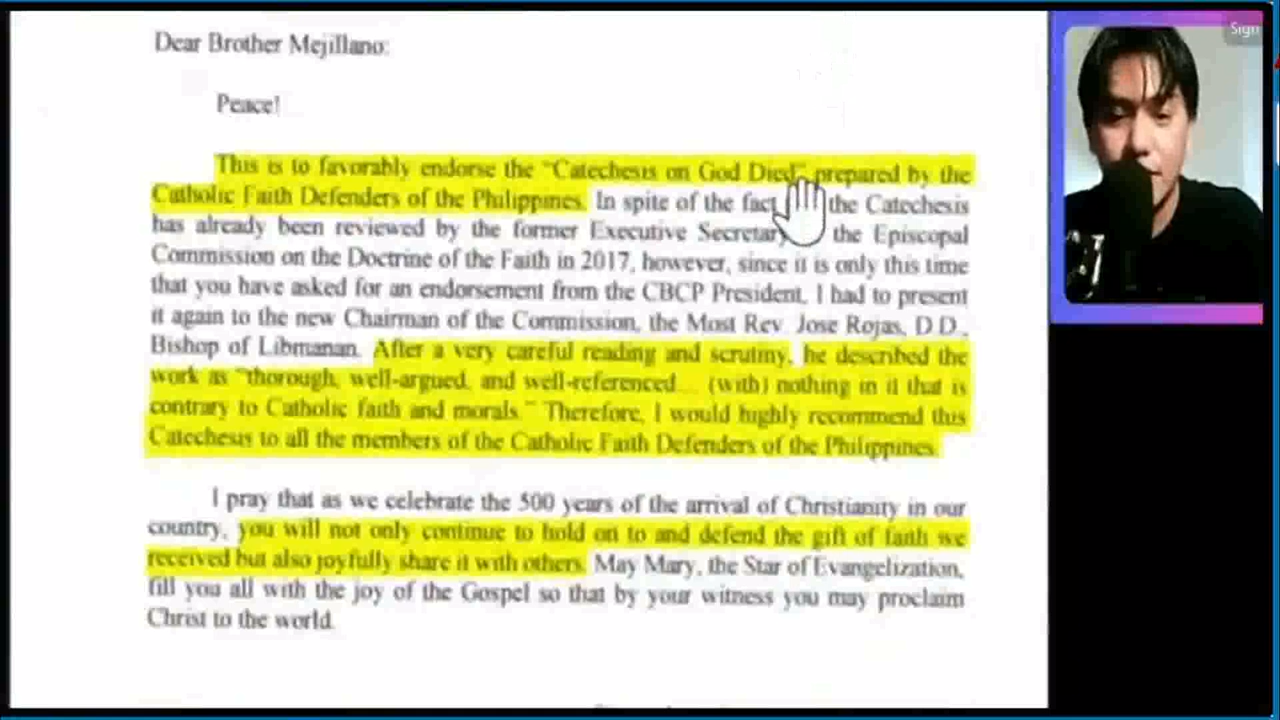 Dear Brother Mejillano:
Peace!
This is to favorably endorse the "Catechesis on God Died" prepared by the
Catholic Faith Defenders of the Philippines. In spite of the fact the Catechesis
has already been reviewed by the former Executive Secretary the Episcopal
Commission on the Doctrine of the Faith in 2017, however, since it is only this time
that you have asked for an endorsement from the CBCP President, I had to present
it again to the new Chairman of the Commission, the Most Rev. Jose Rojas, D.D.,
Bishop of Libmanan. After a very careful reading and scrutiny, he described the
work as "thorough, well-argued, and well-referenced... (with) nothing in it that is
contrary to Catholic faith and morals." Therefore, I would highly recommend this
Catechesis to all the members of the Catholic Faith Defenders of the Philippines.
I pray that as we celebrate the 500 years of the arrival of Christianity in our
country, you will not only continue to hold on to and defend the gift of faith we
received but also joyfully share it with others. May Mary, the Star of Evangelization,
fill you all with the joy of the Gospel so that by your witness you may proclaim
Christ to the world.
Sign